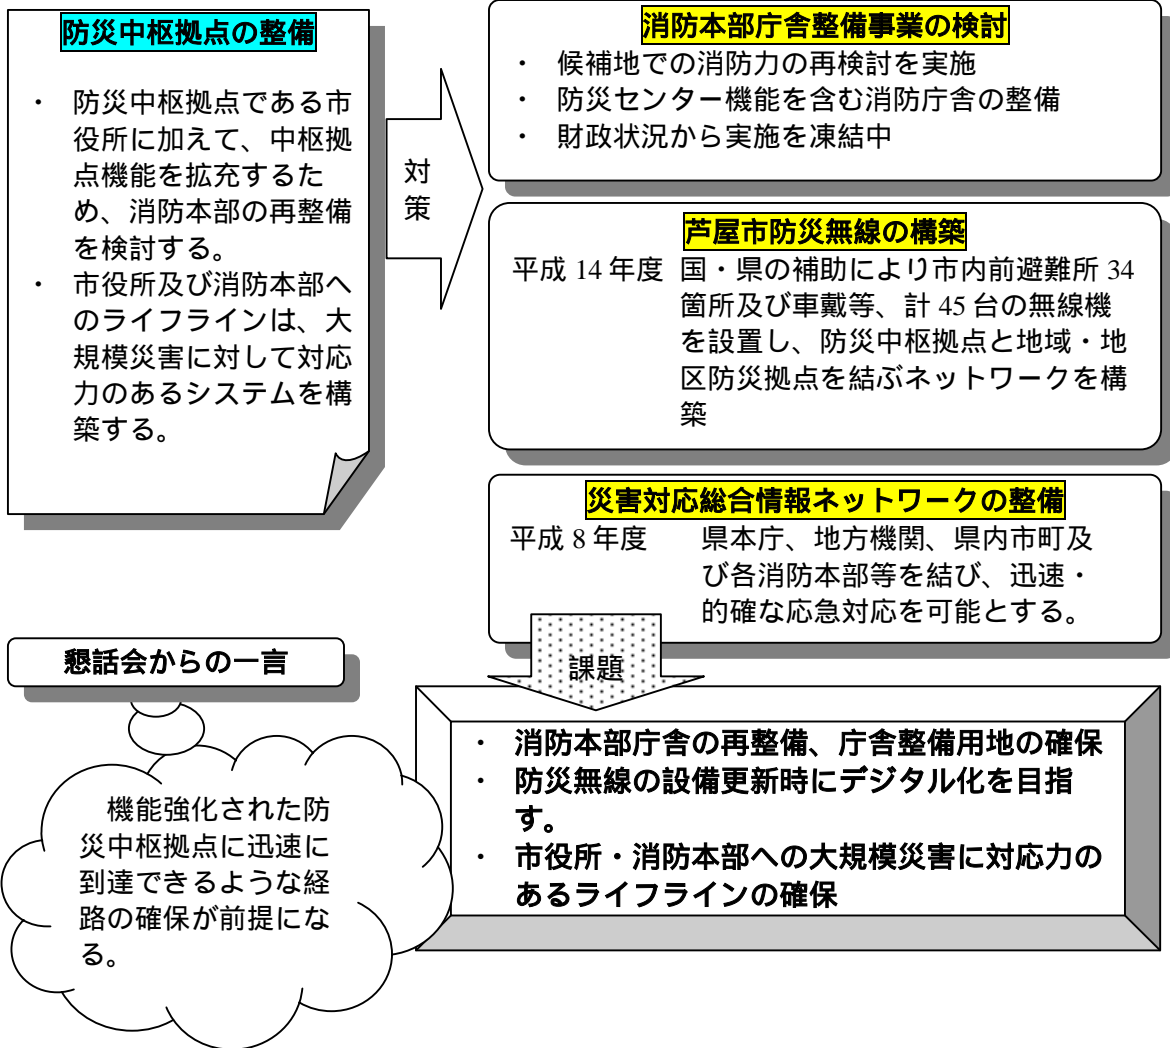 防災中枢拠点の整備
・ 防災中枢拠点である市
役所に加えて、中枢拠
点機能を拡充するた
め、消防本部の再整備
を検討する。
・ 市役所及び消防本部へ
のライフラインは、大
規模災害に対して対応
力のあるシステムを構
築する。
対
策
消防本部庁舎整備事業の検討
・ 候補地での消防力の再検討を実施
・ 防災センター機能を含む消防庁舎の整備
・ 財政状況から実施を凍結中
芦屋市防災無線の構築
平成 14 年度 国・県の補助により市内前避難所 34
箇所及び車戴等、計 45 台の無線機
を設置し、防災中枢拠点と地域・地
区防災拠点を結ぶネットワークを構
築
災害対応総合情報ネットワークの整備
平成 8 年度 県本庁、地方機関、県内市町及
び各消防本部等を結び、迅速・
的確な応急対応を可能とする。
課題
・ 消防本部庁舎の再整備、庁舎整備用地の確保
・ 防災無線の設備更新時にデジタル化を目指
す。
・ 市役所・消防本部への大規模災害に対応力の
あるライフラインの確保
懇話会からの一言
機能強化された防
災中枢拠点に迅速に
到達できるような経
路の確保が前提にな
る。